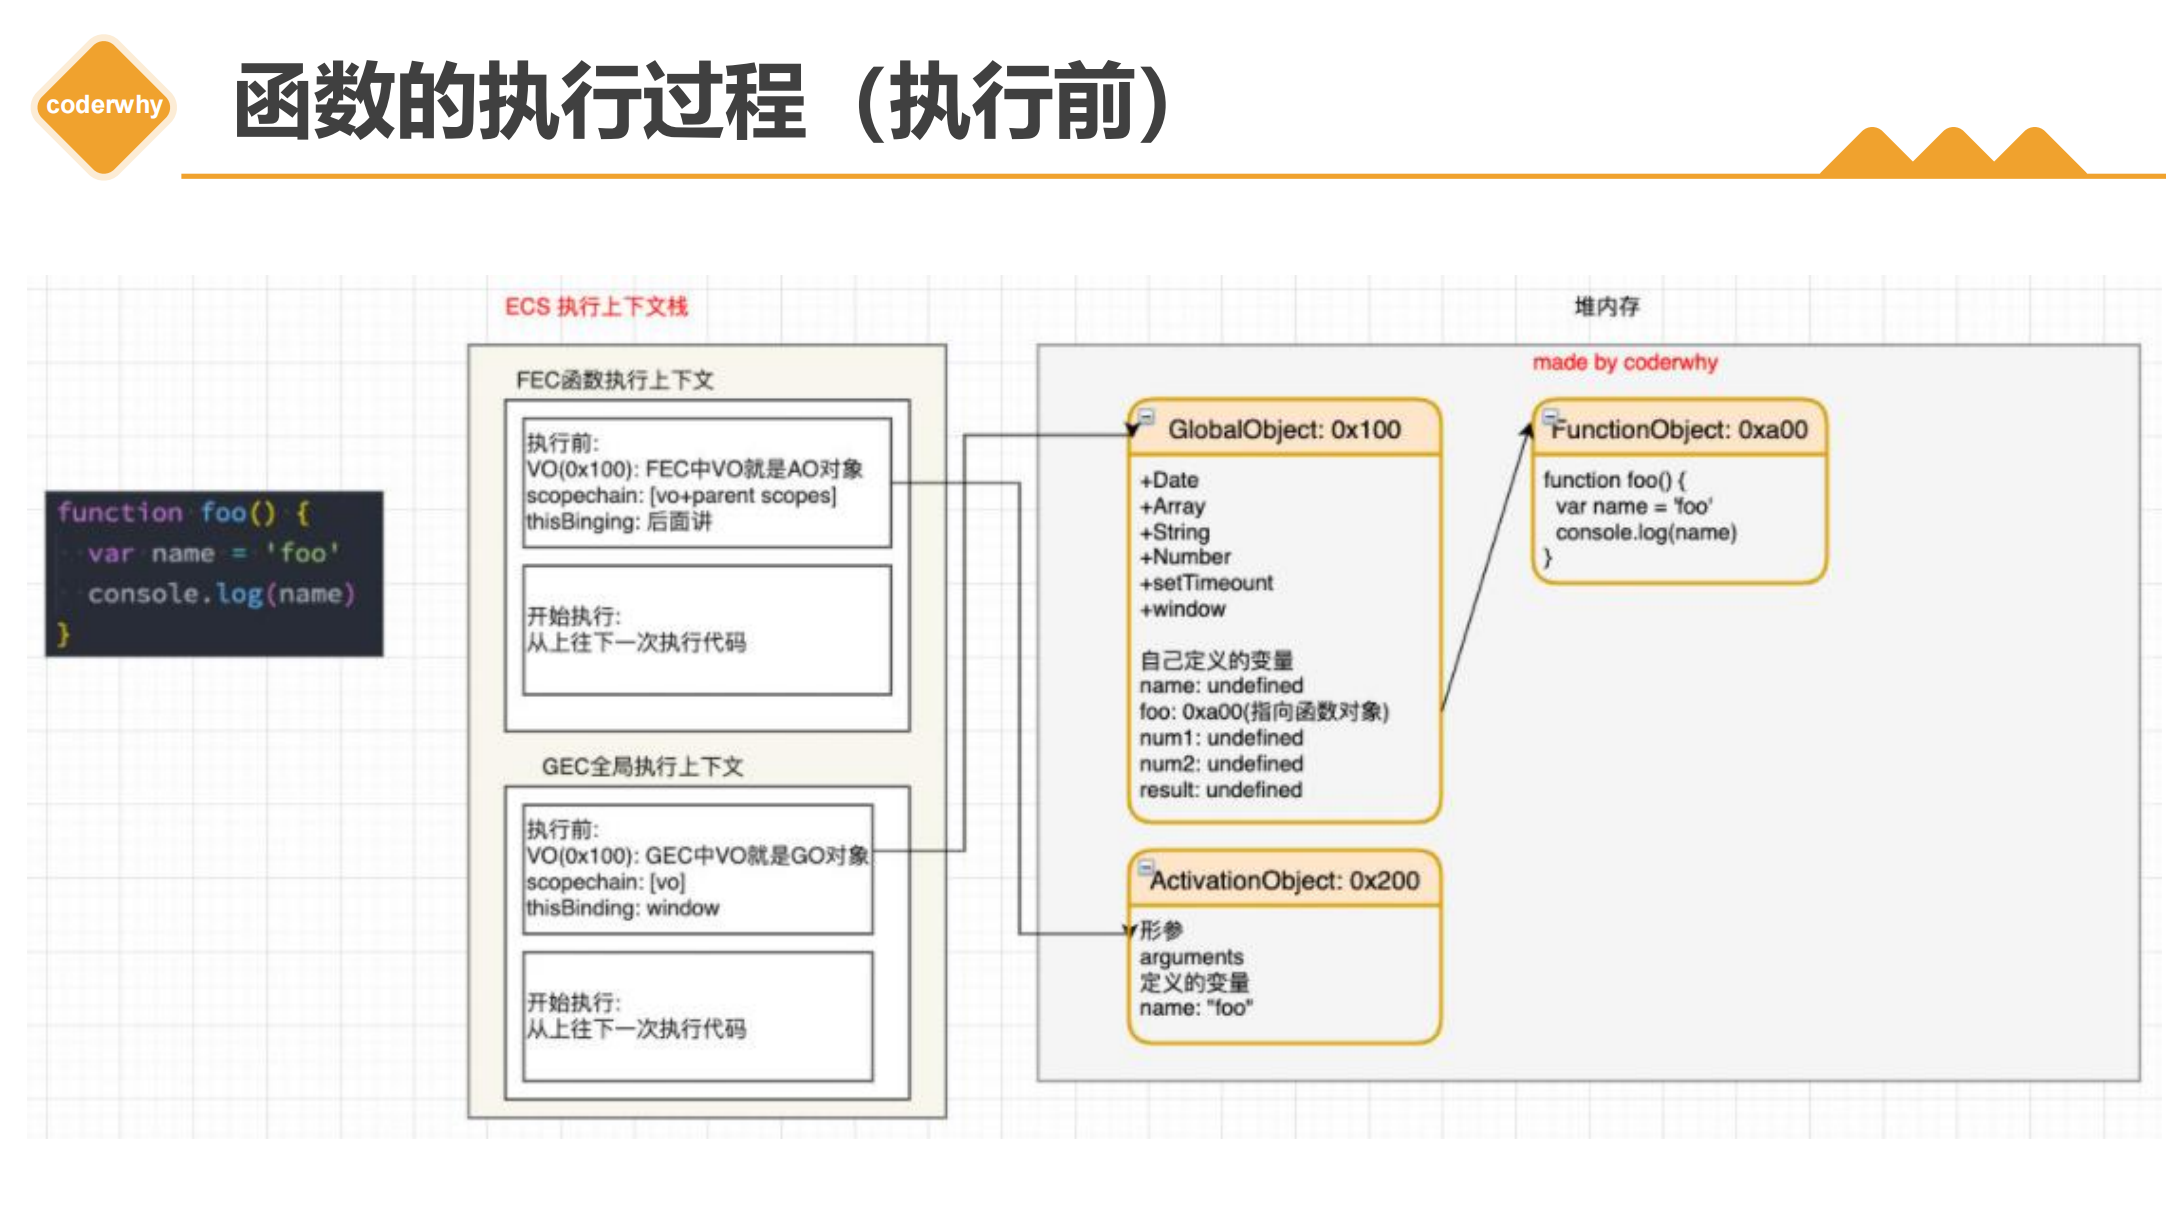 coderwhy
函数的执行过程（执行前）
function foo() {
var name = 'foo'
console.log(name)
}
ECS 执行上下文栈
FEC函数执行上下文
执行前:
VO(0x100): FEC中VO就是AO对象
scopechain: [vo+parent scopes]
thisBinging: 后面讲
开始执行:
从上往下一次执行代码
GEC全局执行上下文
执行前:
VO(0x100): GEC中VO就是GO对象
scopechain: [vo]
thisBinding: window
开始执行:
从上往下一次执行代码
堆内存
made by coderwhy
GlobalObject: 0x100
+Date
+Array
+String
+Number
+setTimeount
+window
自己定义的变量
name: undefined
foo: 0xa00(指向函数对象)
num1: undefined
num2: undefined
result: undefined
FunctionObject: 0xa00
function foo() {
var name = 'foo'
console.log(name)
}
ActivationObject: 0x200
形参
arguments
定义的变量
name: "foo"